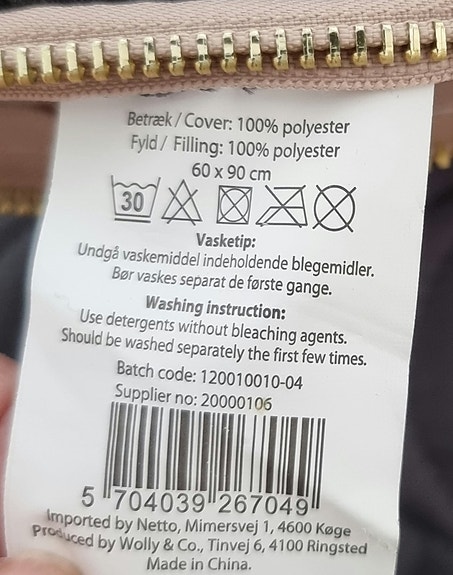 Betræk / Cover: 100% polyester
Fyld / Filling: 100% polyester
60 x 90 cm
30
Vasketip:
Undgå vaskemiddel indeholdende blegemidler.
Bør vaskes separat de første gange.
Washing instruction:
Use detergents without bleaching agents.
Should be washed separately the first few times.
Batch code: 120010010-04
Supplier no: 20000106
5 704039 267049
Imported by Netto, Mimersvej 1, 4600 Køge
Produced by Wolly & Co., Tinvej 6, 4100 Ringsted
Made in China.